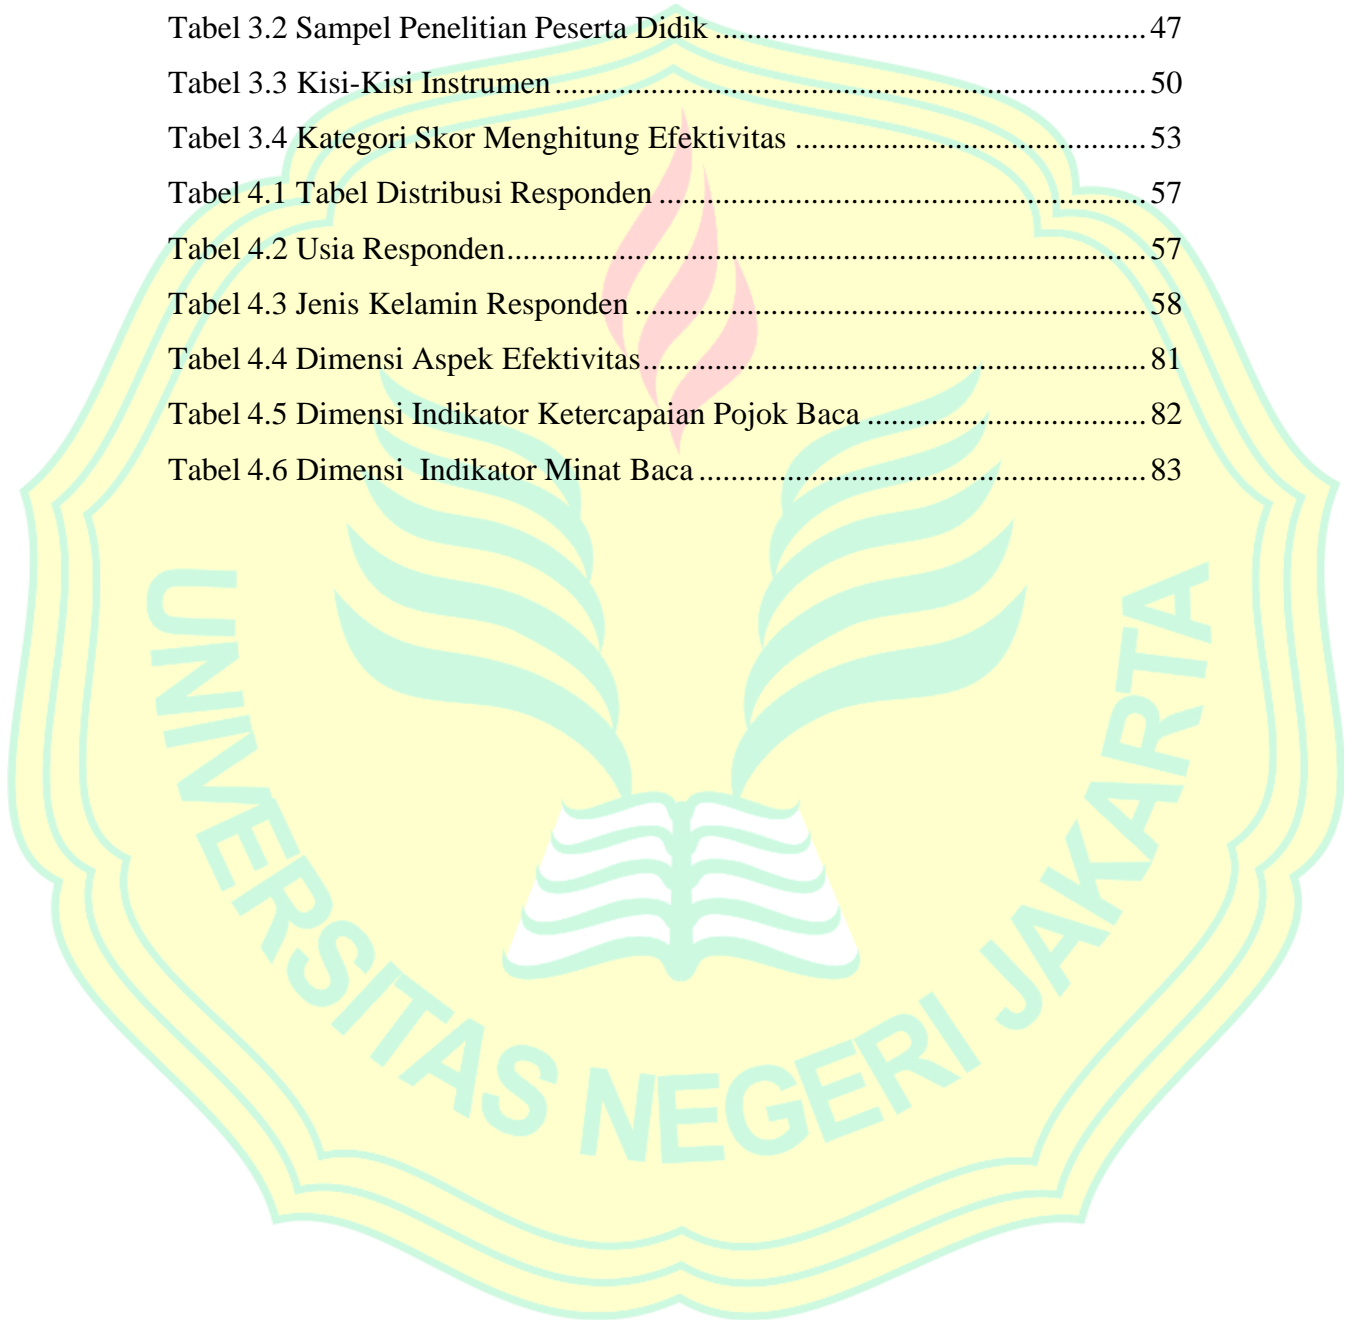 Tabel 3.2 Sampel Penelitian Peserta Didik ...................................................... 47
Tabel 3.3 Kisi-Kisi Instrumen .......................................................................... 50
Tabel 3.4 Kategori Skor Menghitung Efektivitas ............................................ 53
Tabel 4.1 Tabel Distribusi Responden ............................................................. 57
Tabel 4.2 Usia Responden................................................................................ 57
Tabel 4.3 Jenis Kelamin Responden ................................................................ 58
Tabel 4.4 Dimensi Aspek Efektivitas............................................................... 81
Tabel 4.5 Dimensi Indikator Ketercapaian Pojok Baca ................................... 82
Tabel 4.6 Dimensi  Indikator Minat Baca ........................................................ 83
UNIVERSITAS NEGERI JAKARTA